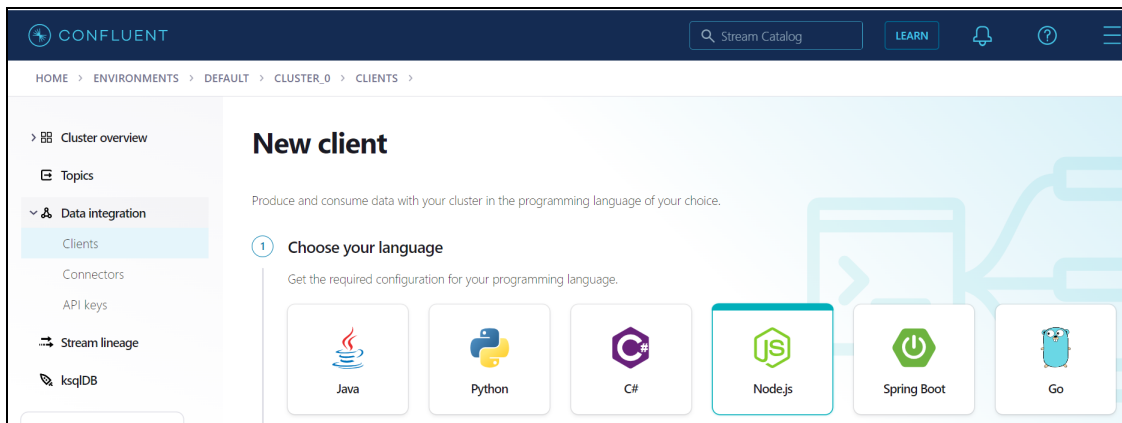 CONFLUENT
Stream Catalog
LEARN
HOME > ENVIRONMENTS > DEFAULT > CLUSTER_0 > CLIENTS >
Cluster overview
Topics
Data integration
Clients
Connectors
API keys
Stream lineage
ksqlDB
New client
Produce and consume data with your cluster in the programming language of your choice.
1 Choose your language
Get the required configuration for your programming language.
Java
Python
C#
C#
JS
Node.js
Spring Boot
Go